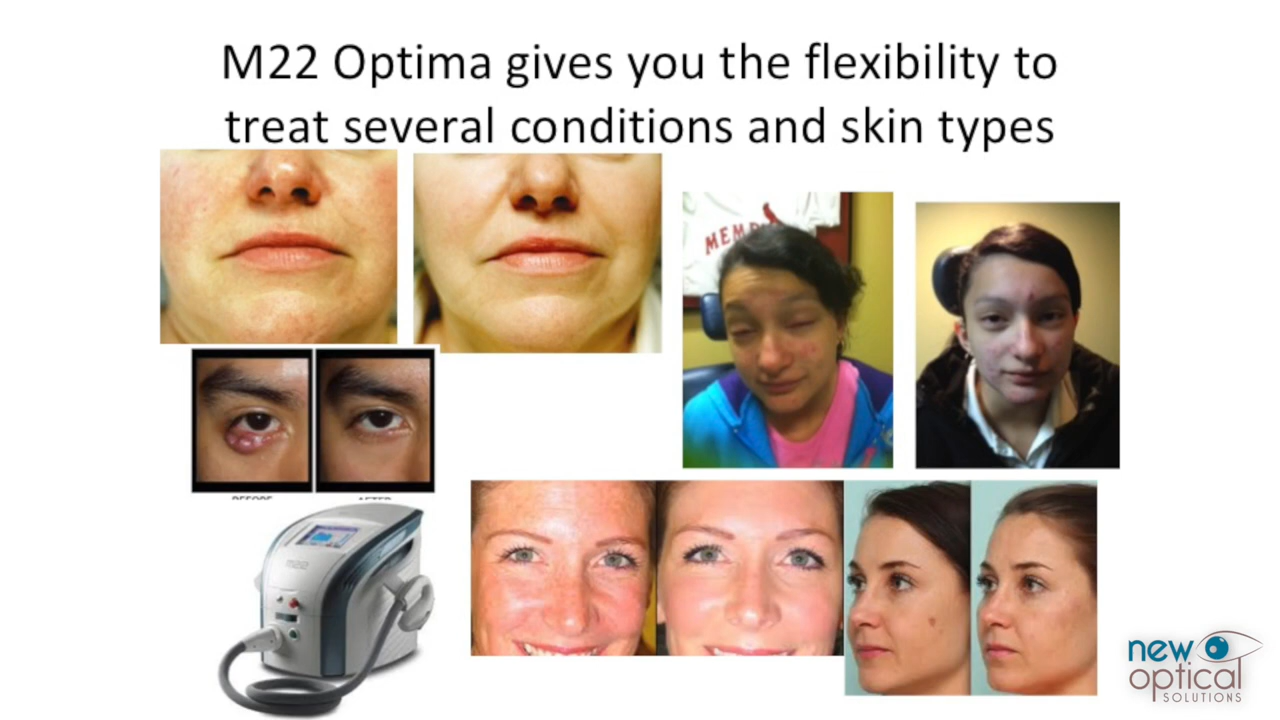 M22 Optima gives you the flexibility to
treat several conditions and skin types
new
optical
SOLUTIONS